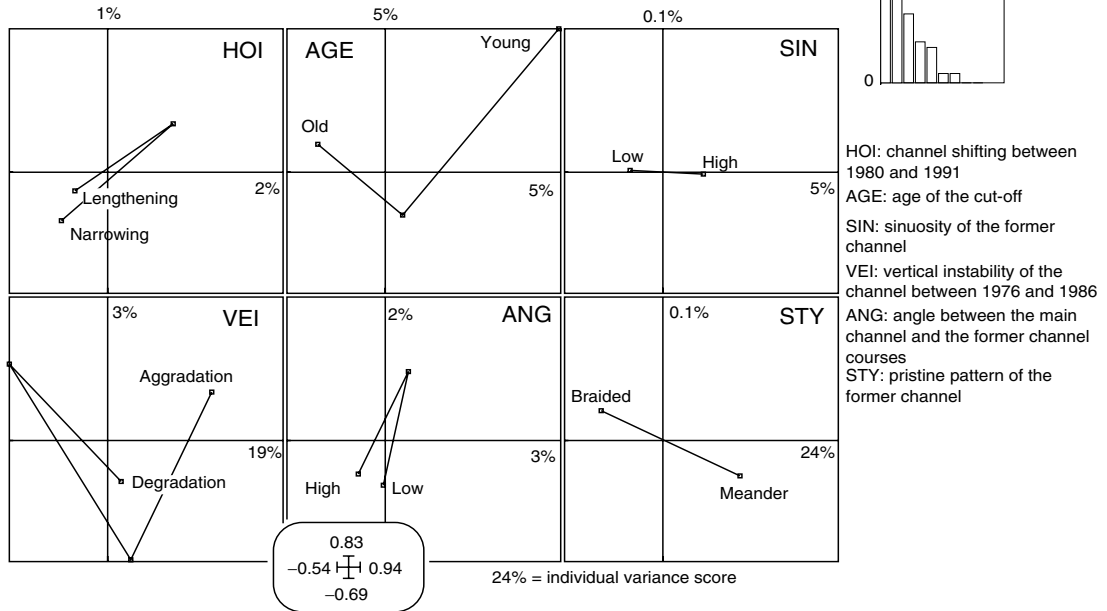 1%
5%
0.1%
HOI
AGE
Young
SIN
0
Old
Low
High
2%
5%
5%
Lengthening
Narrowing
HOI: channel shifting between
1980 and 1991
AGE: age of the cut-off
SIN: sinuosity of the former
channel
VEI: vertical instability of the
channel between 1976 and 1986
ANG: angle between the main
channel and the former channel
courses
STY: pristine pattern of the
former channel
3%
VEI
2%
ANG
0.1%
STY
Aggradation
Braided
19%
3%
24%
Degradation
High
Low
Meander
0.83
−0.54
0.94
−0.69
24% = individual variance score